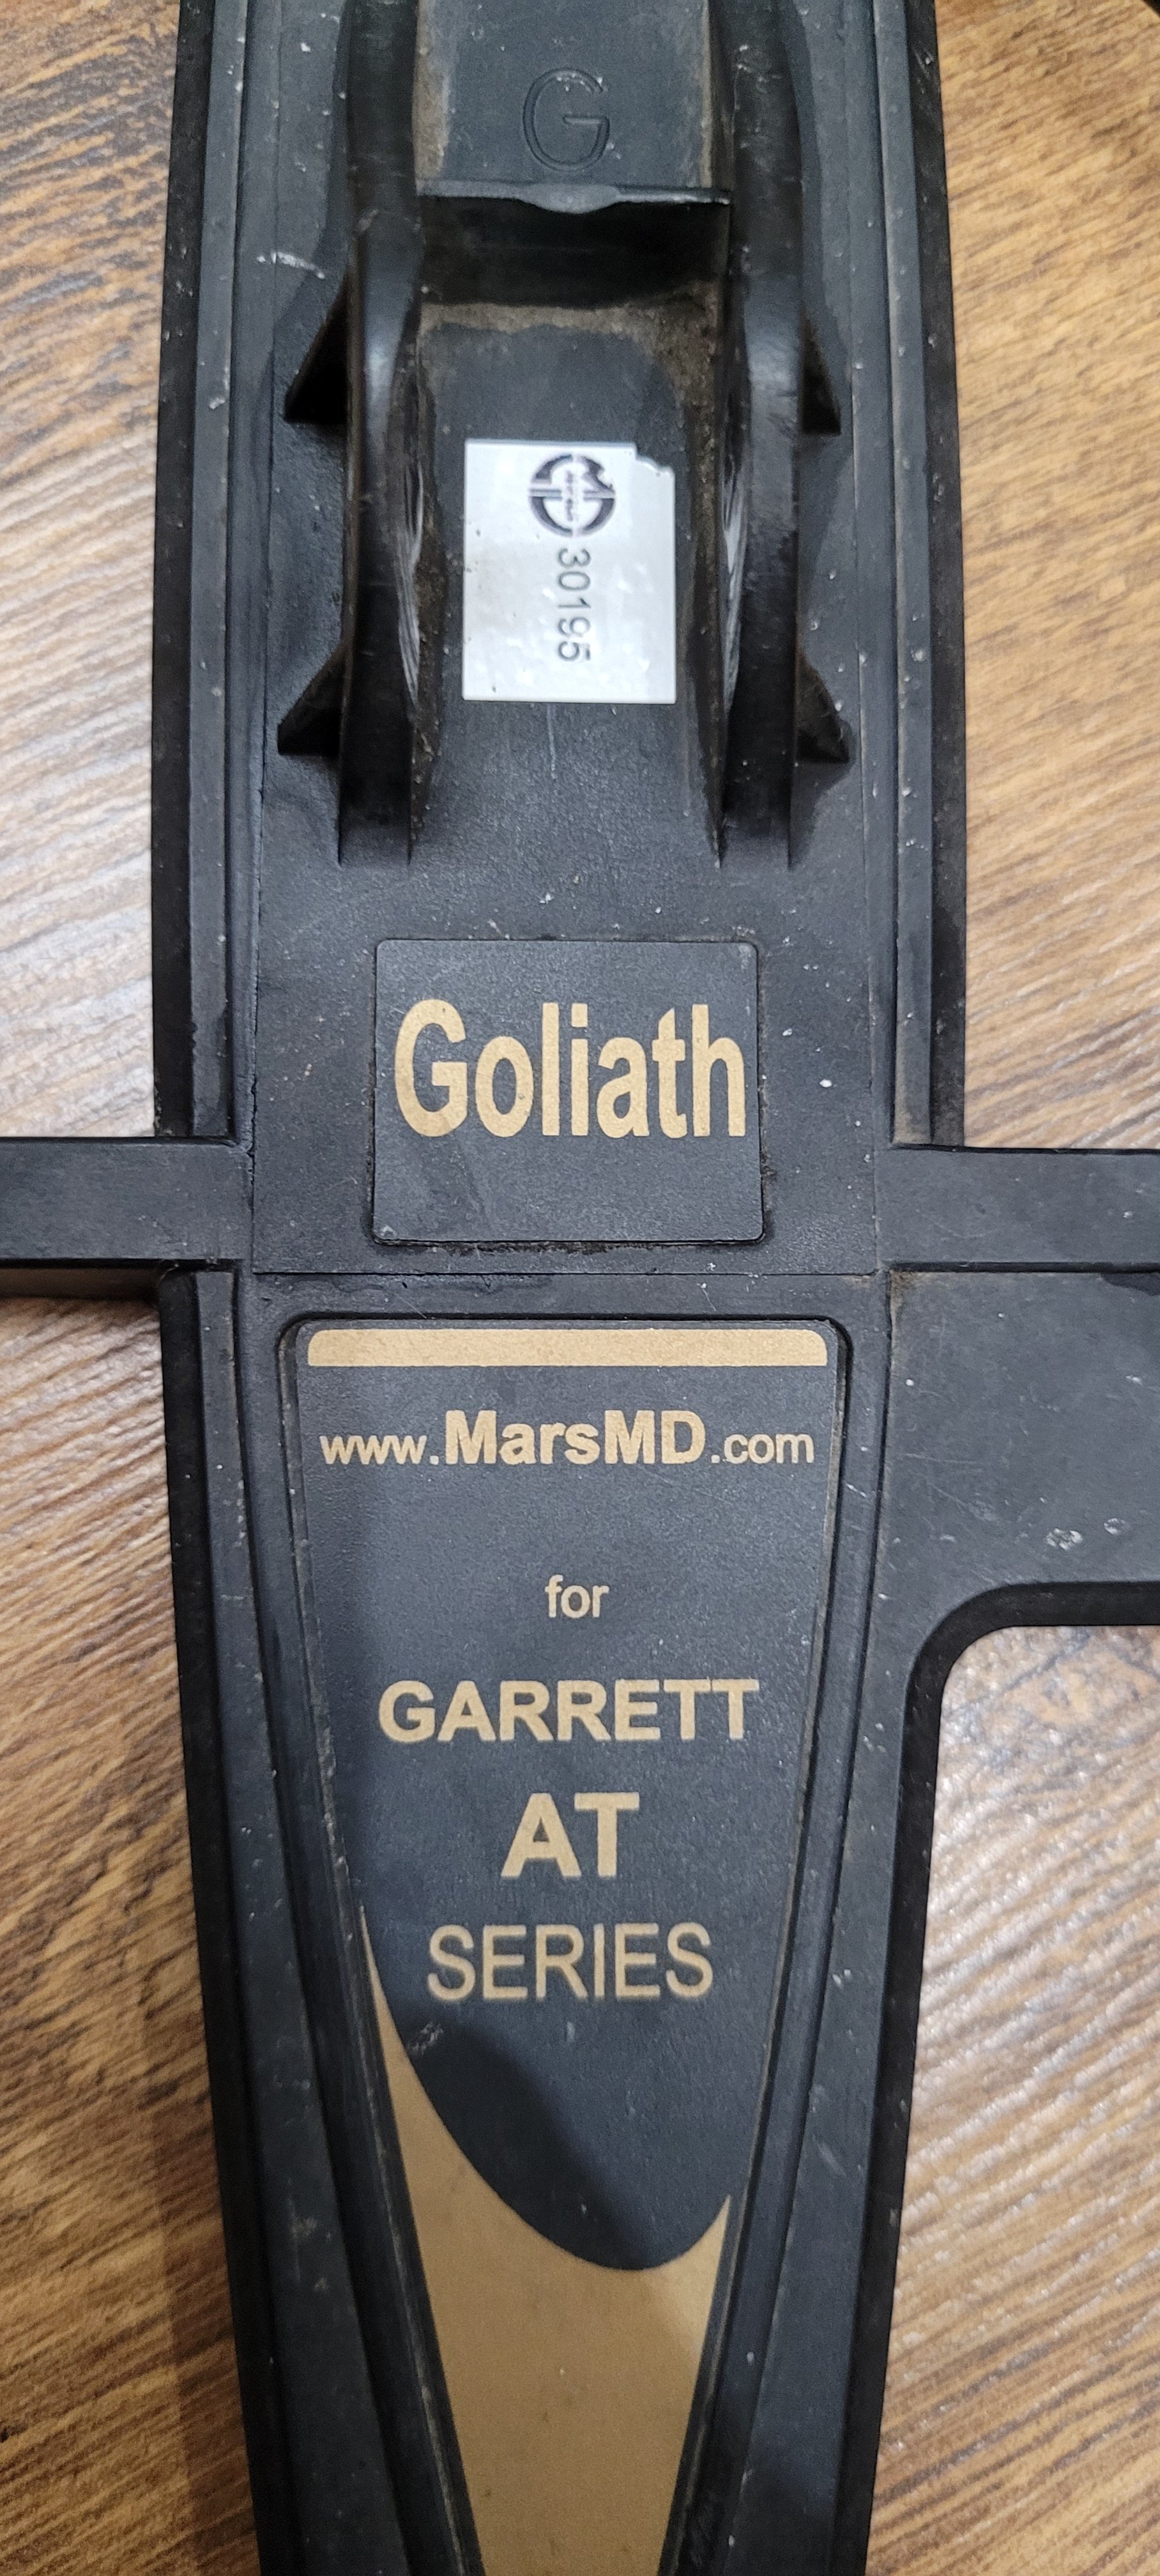 G
30195
Goliath
www.MarsMD.com
for
GARRETT
AT
SERIES